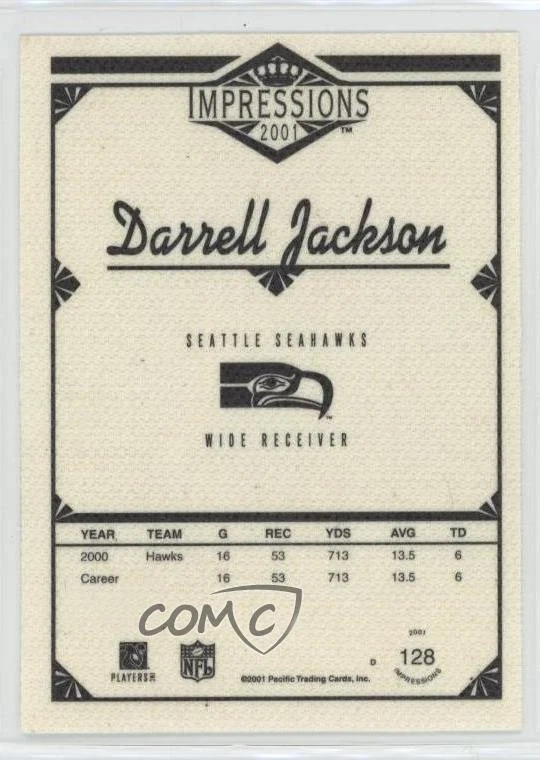 IMPRESSIONS
2001 ™
Darrell Jackson
SEATTLE SEAHAWKS
™
WIDE RECEIVER
YEAR TEAM G REC YDS AVG TD
2000 Hawks 16 53 713 13.5 6
Career 16 53 713 13.5 6
COMC
PLAYERS INC
NFL
©2001 Pacific Trading Cards, Inc.
D
2001
128
IMPRESSIONS